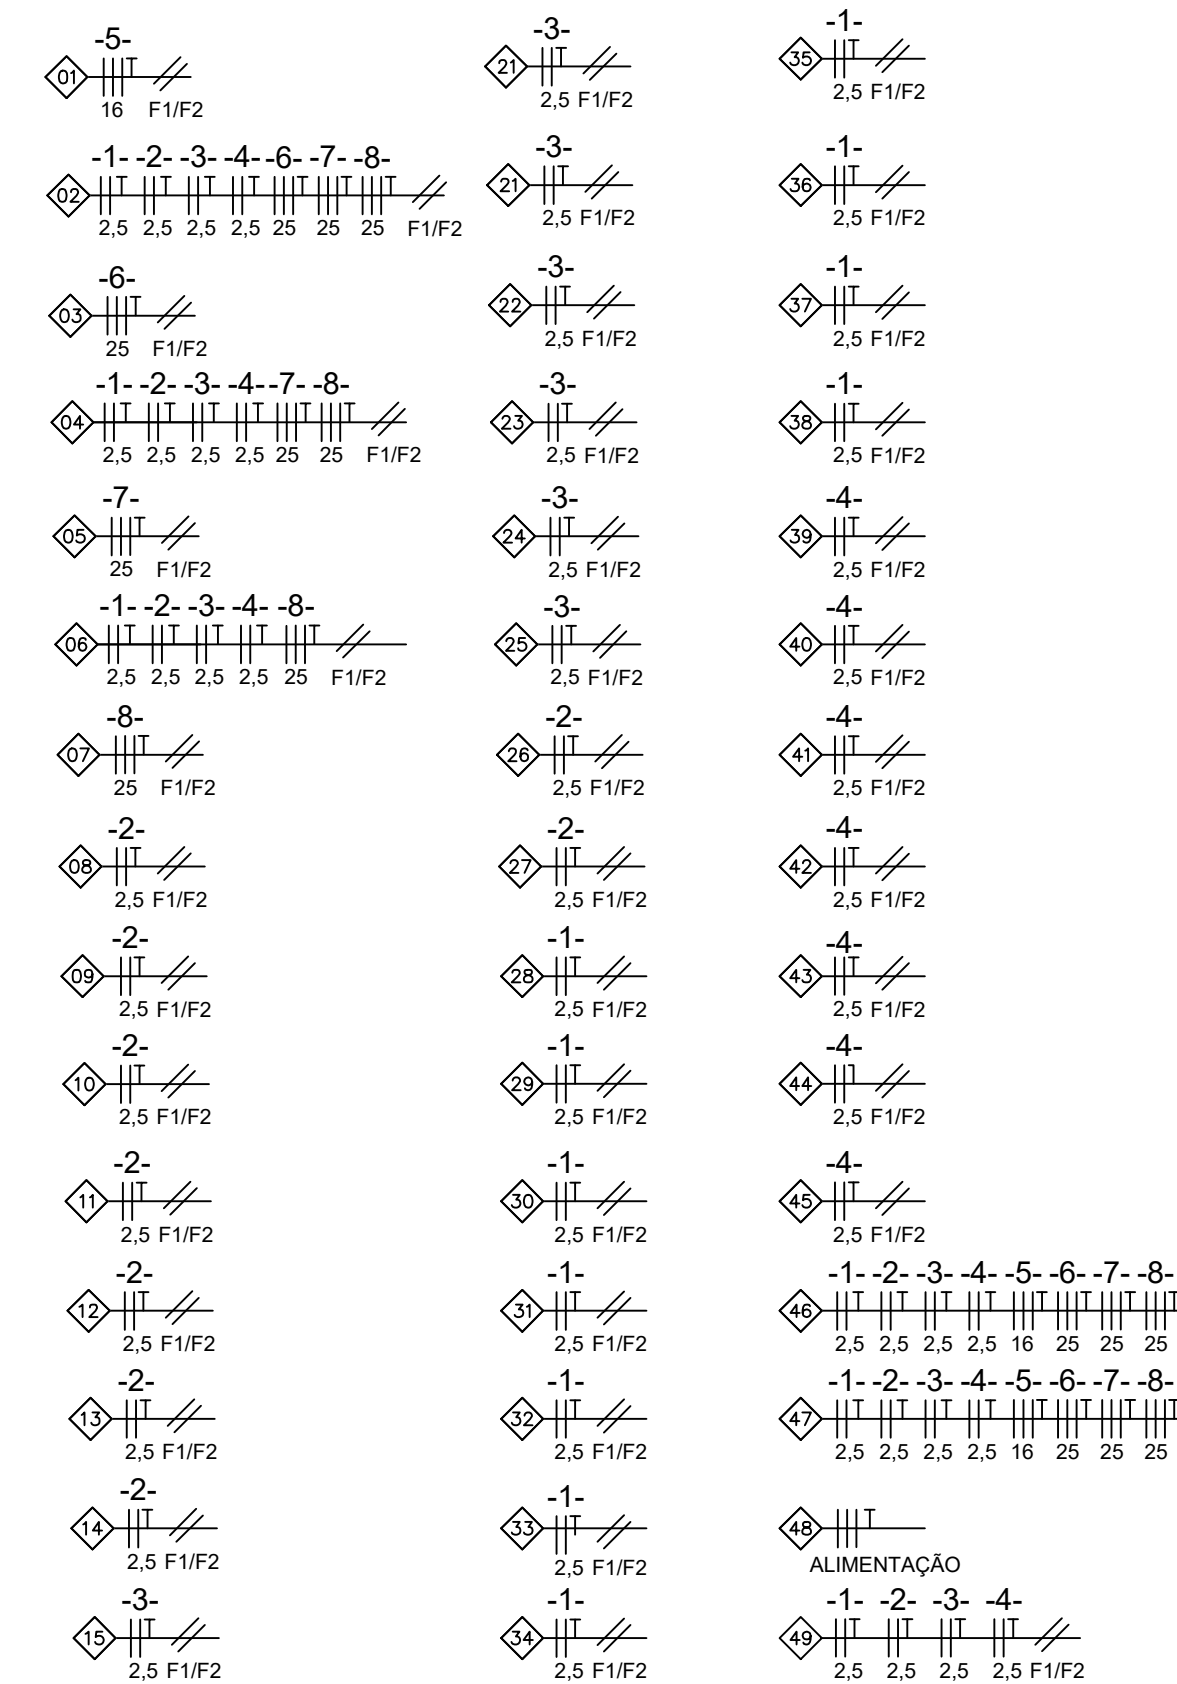 -5-
01
16 F1/F2
-1- -2- -3- -4- -6- -7- -8-
02
2,5 2,5 2,5 2,5 25 25 25 F1/F2
-6-
03
25 F1/F2
-1- -2- -3- -4- -7- -8-
04
2,5 2,5 2,5 2,5 25 25 F1/F2
-7-
05
25 F1/F2
-1- -2- -3- -4- -8-
06
2,5 2,5 2,5 2,5 25 F1/F2
-8-
07
25 F1/F2
-2-
08
2,5 F1/F2
-2-
09
2,5 F1/F2
-2-
10
2,5 F1/F2
-2-
11
2,5 F1/F2
-2-
12
2,5 F1/F2
-2-
13
2,5 F1/F2
-2-
14
2,5 F1/F2
-3-
15
2,5 F1/F2
-3-
21
2,5 F1/F2
-3-
21
2,5 F1/F2
-3-
22
2,5 F1/F2
-3-
23
2,5 F1/F2
-3-
24
2,5 F1/F2
-3-
25
2,5 F1/F2
-2-
26
2,5 F1/F2
-2-
27
2,5 F1/F2
-1-
28
2,5 F1/F2
-1-
29
2,5 F1/F2
-1-
30
2,5 F1/F2
-1-
31
2,5 F1/F2
-1-
32
2,5 F1/F2
-1-
33
2,5 F1/F2
-1-
34
2,5 F1/F2
-1-
35
2,5 F1/F2
-1-
36
2,5 F1/F2
-1-
37
2,5 F1/F2
-1-
38
2,5 F1/F2
-4-
39
2,5 F1/F2
-4-
40
2,5 F1/F2
-4-
41
2,5 F1/F2
-4-
42
2,5 F1/F2
-4-
43
2,5 F1/F2
-4-
44
2,5 F1/F2
-4-
45
2,5 F1/F2
-1- -2- -3- -4- -5- -6- -7- -8-
46
2,5 2,5 2,5 2,5 16 25 25 25
-1- -2- -3- -4- -5- -6- -7- -8-
47
2,5 2,5 2,5 2,5 16 25 25 25
48
ALIMENTAÇÃO
-1- -2- -3- -4-
49
2,5 2,5 2,5 2,5 F1/F2